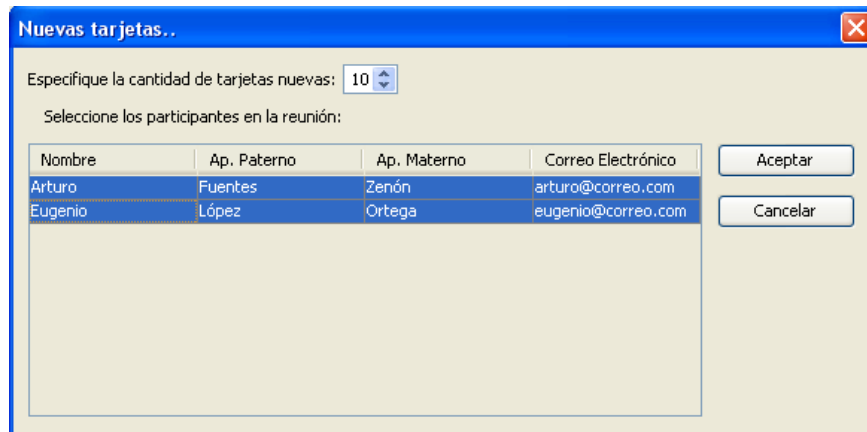 Nuevas tarjetas..
Especifique la cantidad de tarjetas nuevas: 10
Seleccione los participantes en la reunión:
Nombre Ap. Paterno Ap. Materno Correo Electrónico
Arturo Fuentes Zenón arturo@correo.com
Eugenio López Ortega eugenio@correo.com
Aceptar
Cancelar